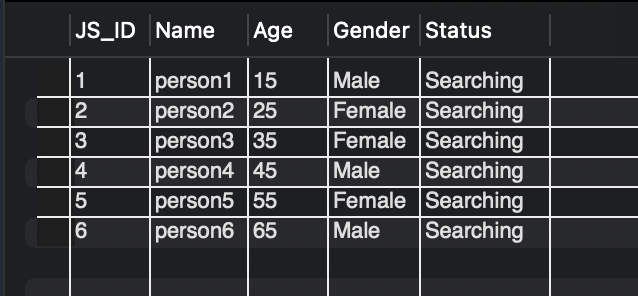 JS_ID Name Age Gender Status
1 person1 15 Male Searching
2 person2 25 Female Searching
3 person3 35 Female Searching
4 person4 45 Male Searching
5 person5 55 Female Searching
6 person6 65 Male Searching